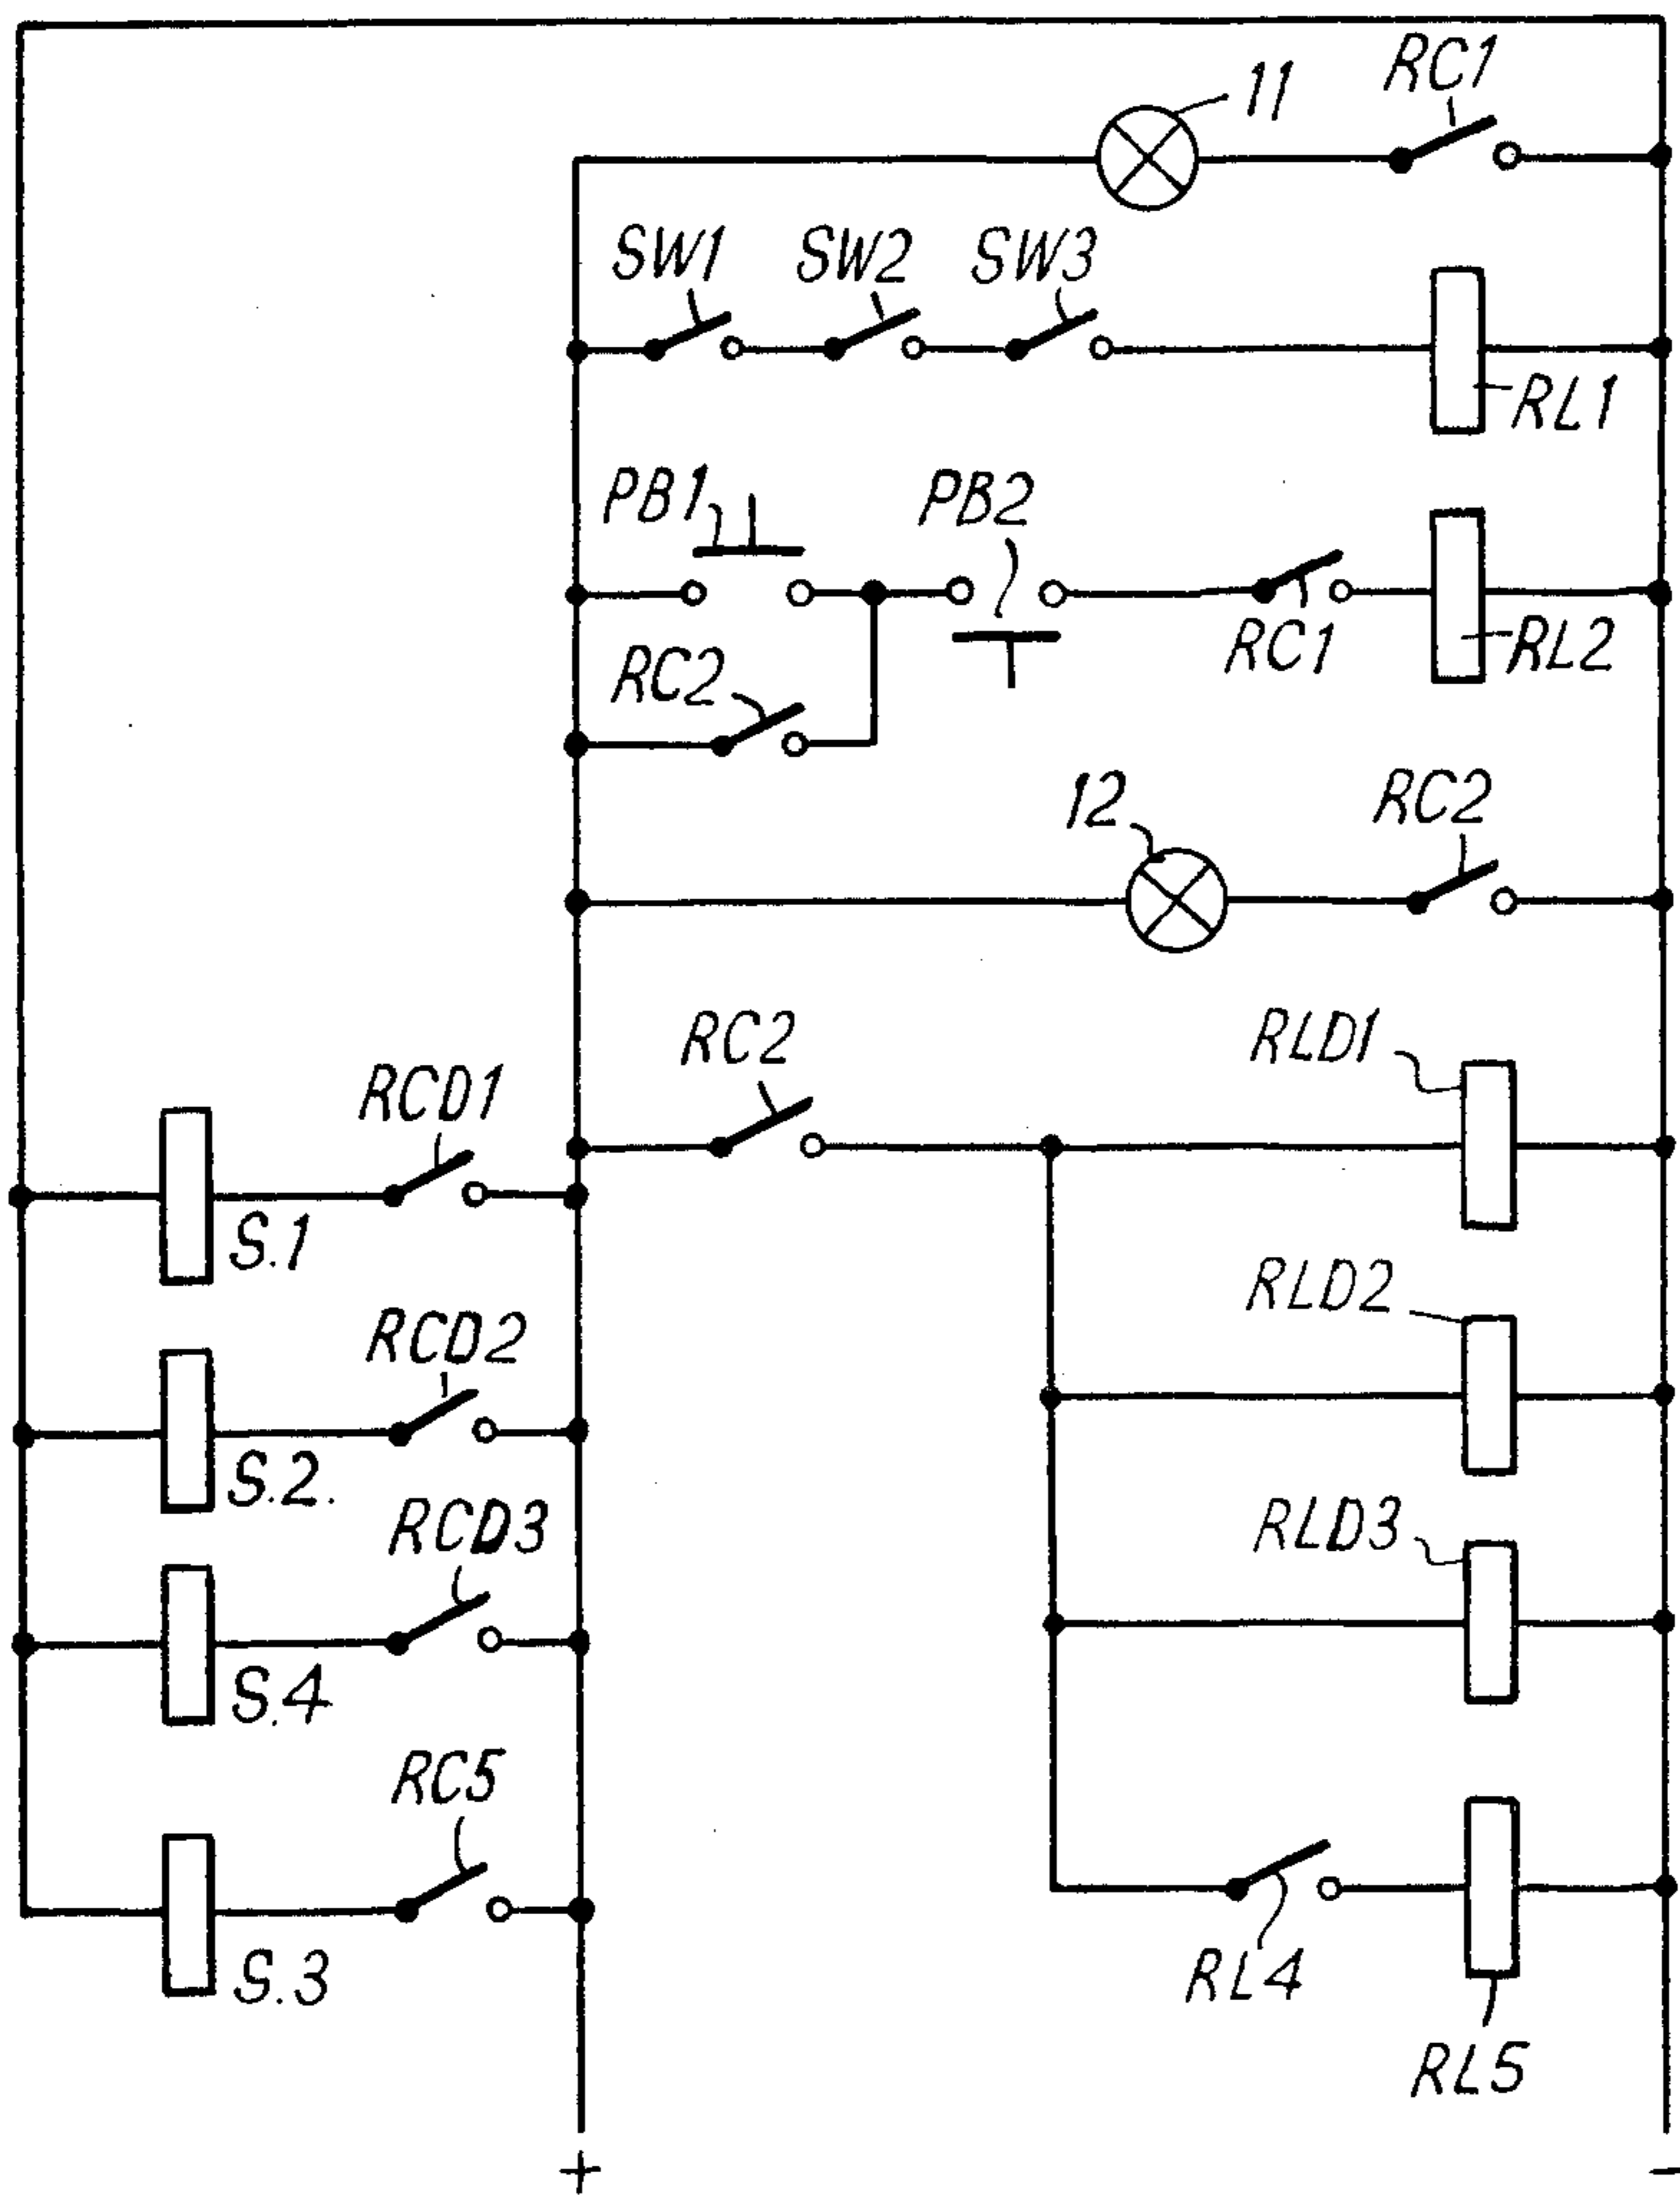 11
RC1
SW1
SW2
SW3
RL1
PB1
PB2
RC1
RL2
RC2
12
RC2
RC2
RLD1
RCD1
S.1
RLD2
RCD2
S.2.
RLD3
RCD3
S.4
RC5
S.3
RL4
RL5
+
-